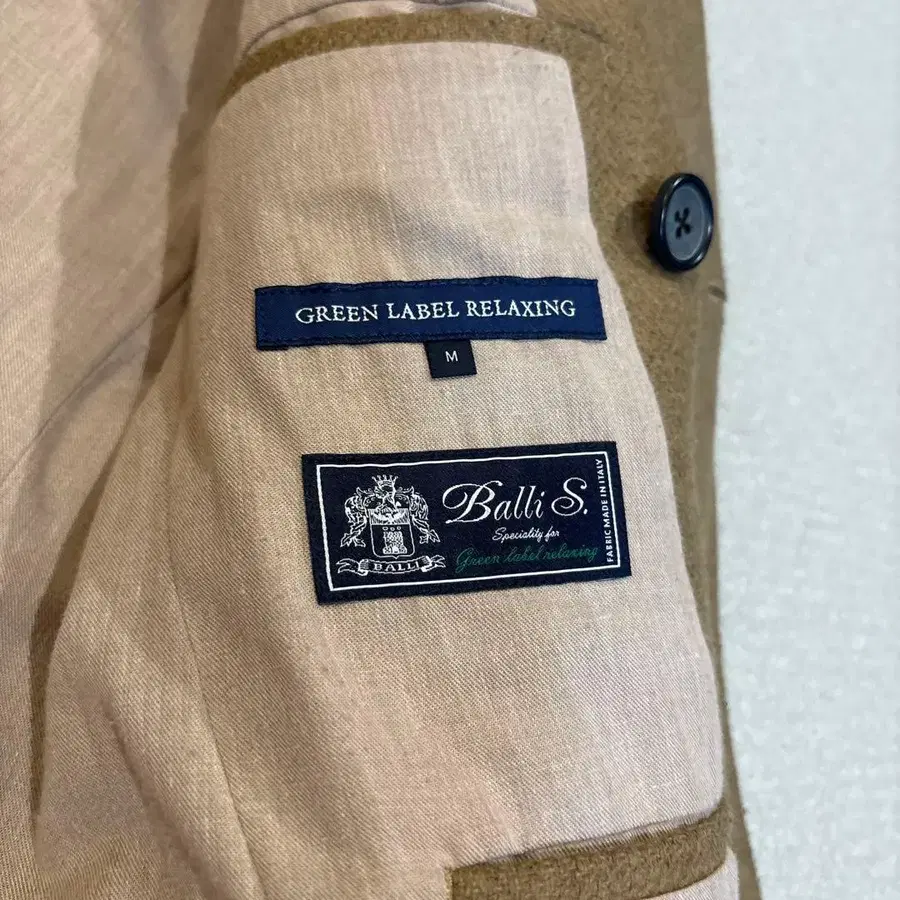 GREEN LABEL RELAXING
M
Balli S.
Speciality for
Green label relaxing
BALLI
FABRIC MADE IN ITALY